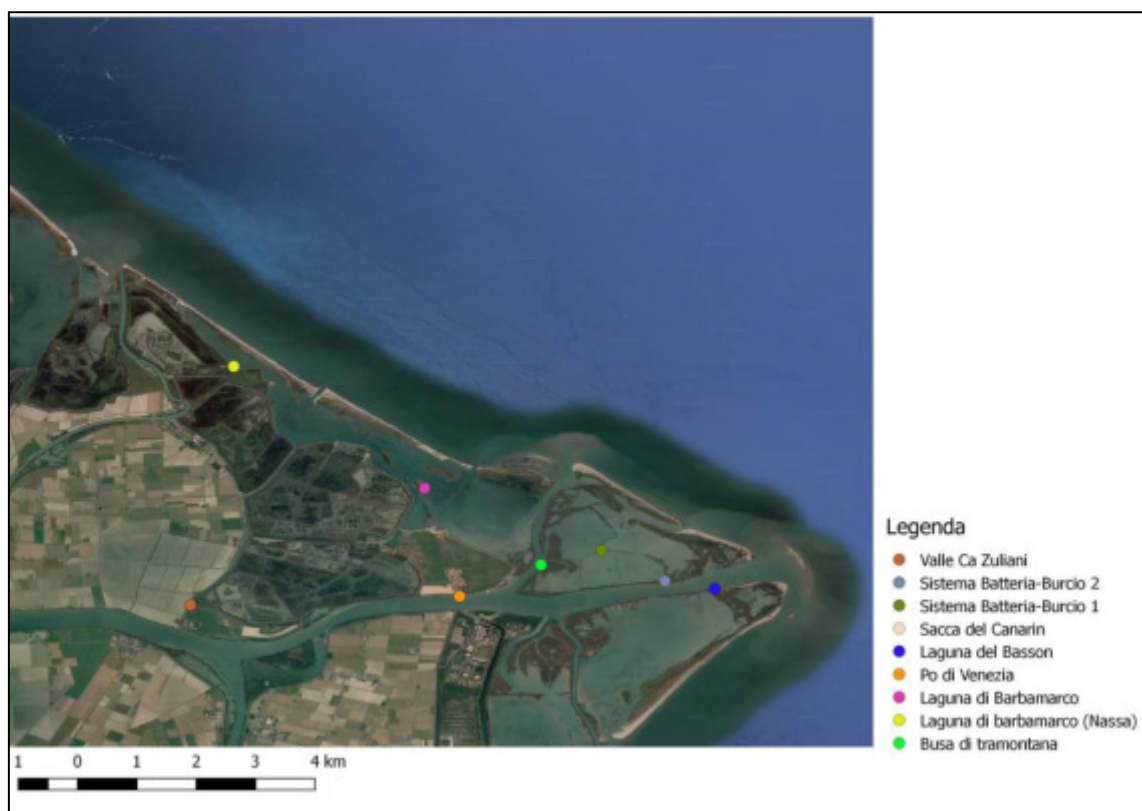 Legenda
Valle Ca Zuliani
Sistema Batteria-Burcio 2
Sistema Batteria-Burcio 1
Sacca del Canarin
Laguna del Basson
Po di Venezia
Laguna di Barbamarco
Laguna di barbamarco (Nassa)
Busa di tramontana
1 0 1 2 3 4 km